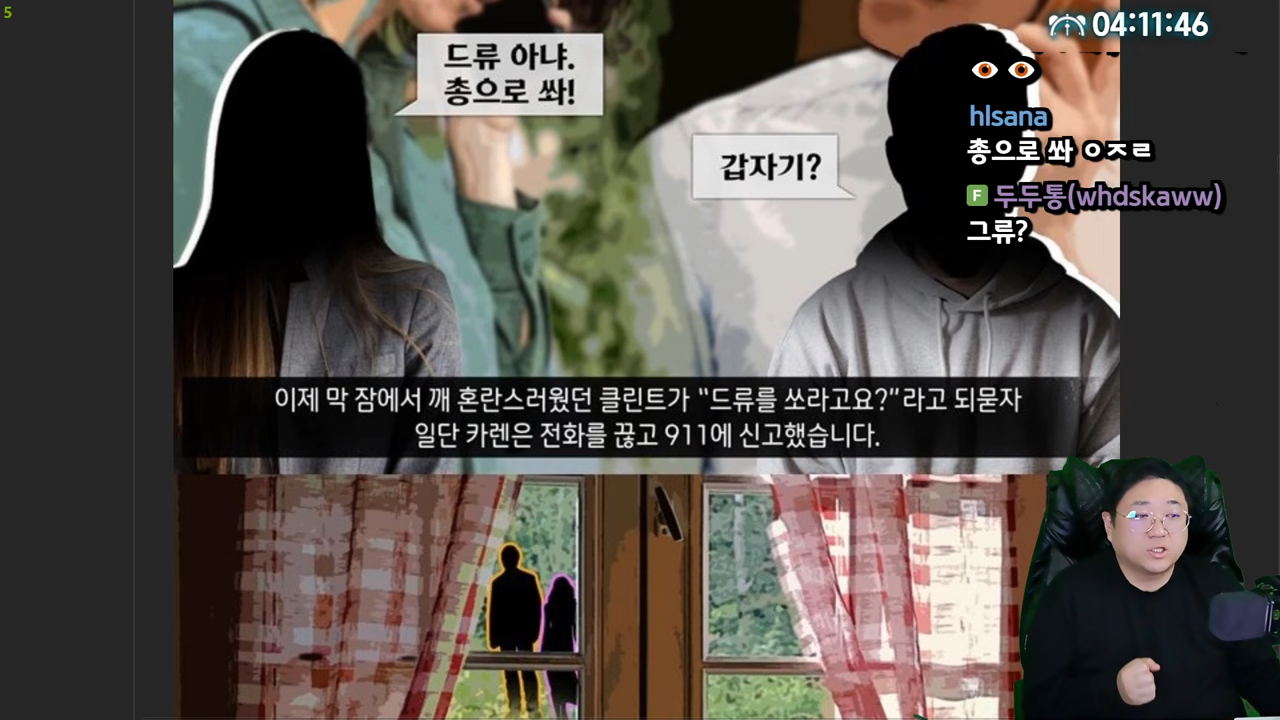 5
04:11:46
드류 아냐.
총으로 쏴!
갑자기?
hlsana
총으로 쏴 ㅇㅈㄹ
F 두두통(whdskaww)
그류?
이제 막 잠에서 깨 혼란스러웠던 클린트가 “드류를 쏘라고요?”라고 되묻자
일단 카렌은 전화를 끊고 911에 신고했습니다.